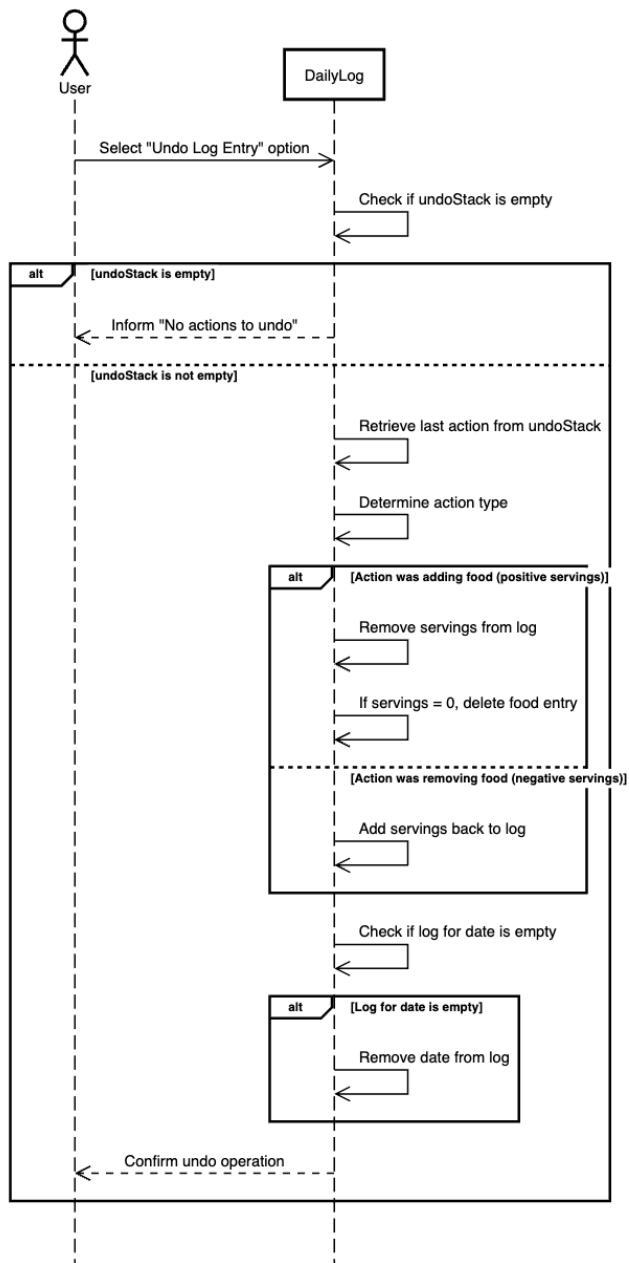 User
DailyLog
Select "Undo Log Entry" option
Check if undoStack is empty
alt
[undoStack is empty]
Inform "No actions to undo"
[undoStack is not empty]
Retrieve last action from undoStack
Determine action type
alt
[Action was adding food (positive servings)]
Remove servings from log
If servings = 0, delete food entry
[Action was removing food (negative servings)]
Add servings back to log
Check if log for date is empty
alt
[Log for date is empty]
Remove date from log
Confirm undo operation